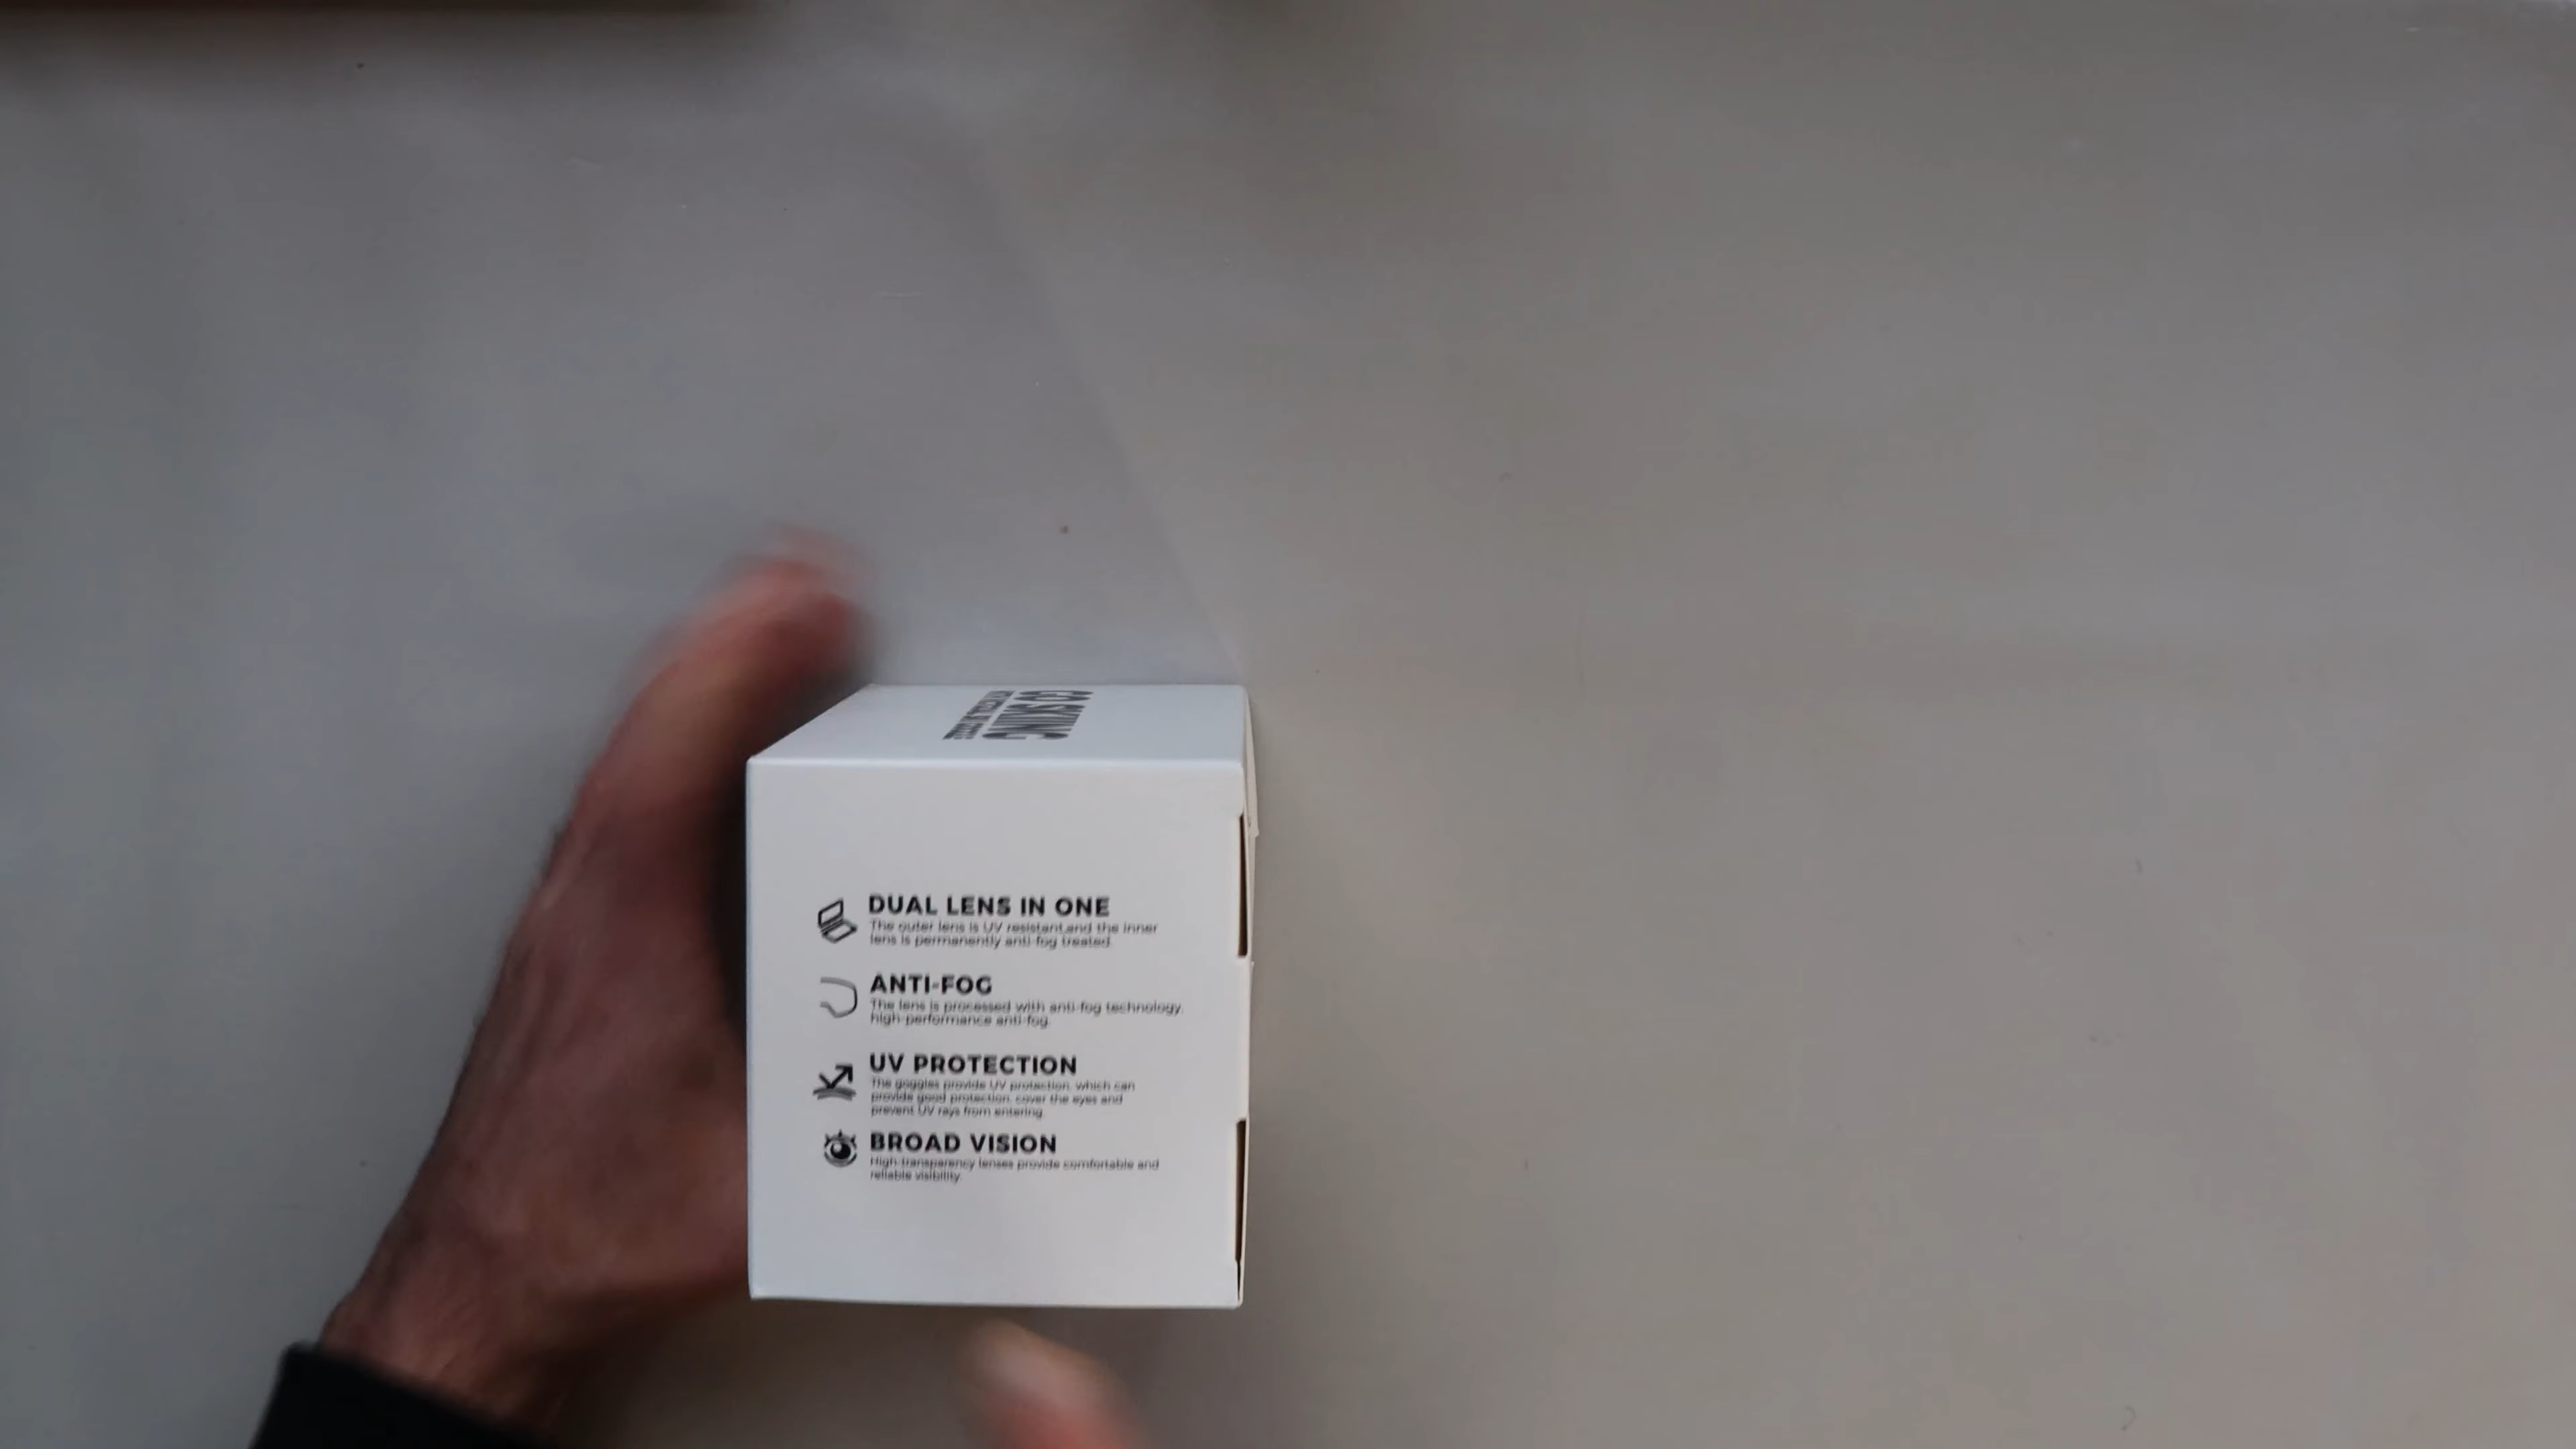 GO SKIING
DUAL LENS IN ONE
The outer lens is UV resistant,and the inner
lens is permanently anti-fog treated.
ANTI-FOG
The lens is processed with anti-fog technology,
high-performance anti-fog.
UV PROTECTION
The goggles provide UV protection, which can
provide good protection, cover the eyes and
prevent UV rays from entering.
BROAD VISION
High-transparency lenses provide comfortable and
reliable visibility.